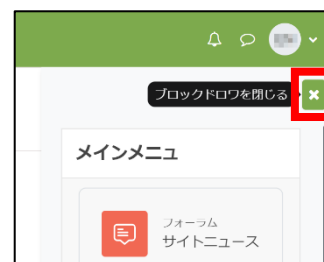 ブロックドロワを閉じる
メインメニュ
フォーラム
サイトニュース